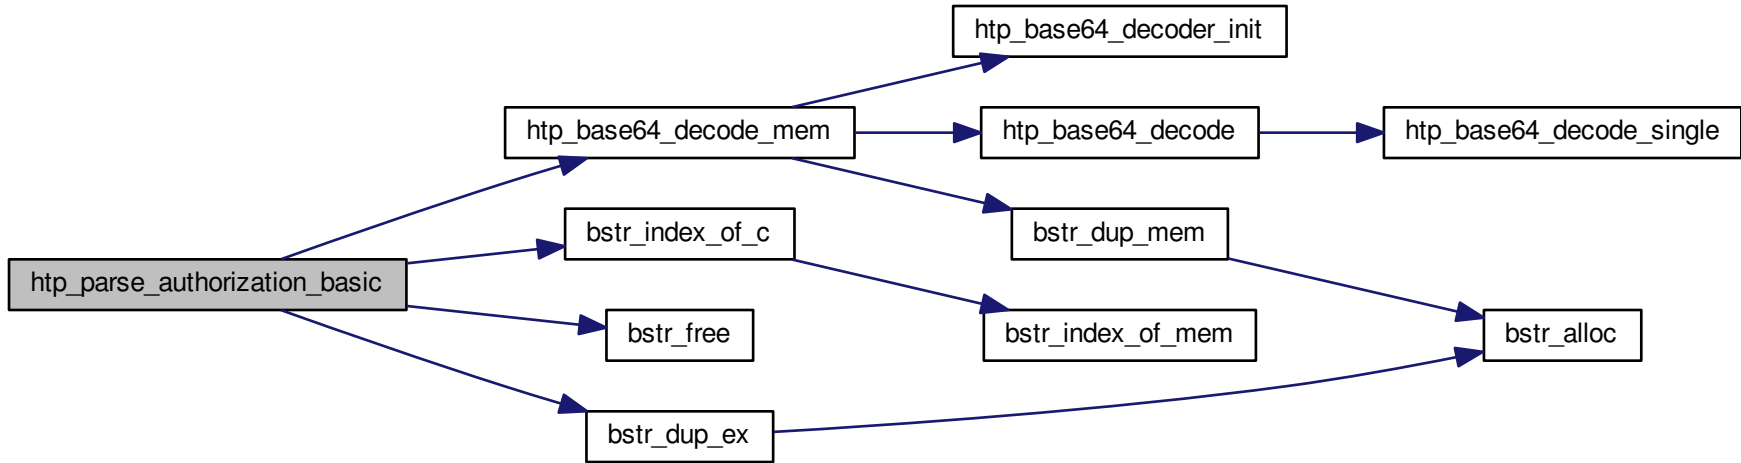 htp_base64_decoder_init
htp_base64_decode_mem
htp_base64_decode
htp_base64_decode_single
bstr_index_of_c
bstr_dup_mem
htp_parse_authorization_basic
bstr_free
bstr_index_of_mem
bstr_alloc
bstr_dup_ex